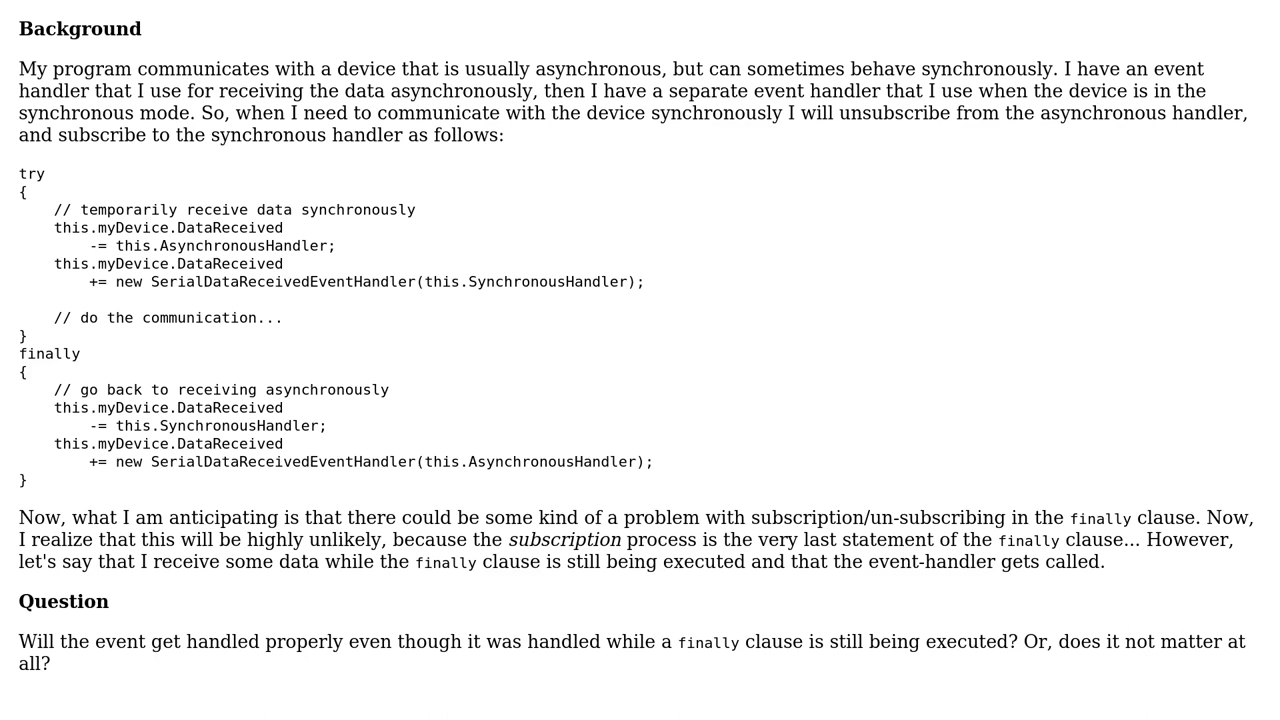 Background
My program communicates with a device that is usually asynchronous, but can sometimes behave synchronously. I have an event
handler that I use for receiving the data asynchronously, then I have a separate event handler that I use when the device is in the
synchronous mode. So, when I need to communicate with the device synchronously I will unsubscribe from the asynchronous handler,
and subscribe to the synchronous handler as follows:
try
{
    // temporarily receive data synchronously
    this.myDevice.DataReceived
        -= this.AsynchronousHandler;
    this.myDevice.DataReceived
        += new SerialDataReceivedEventHandler(this.SynchronousHandler);

    // do the communication...
}
finally
{
    // go back to receiving asynchronously
    this.myDevice.DataReceived
        -= this.SynchronousHandler;
    this.myDevice.DataReceived
        += new SerialDataReceivedEventHandler(this.AsynchronousHandler);
}
Now, what I am anticipating is that there could be some kind of a problem with subscription/un-subscribing in the finally clause. Now,
I realize that this will be highly unlikely, because the subscription process is the very last statement of the finally clause... However,
let's say that I receive some data while the finally clause is still being executed and that the event-handler gets called.
Question
Will the event get handled properly even though it was handled while a finally clause is still being executed? Or, does it not matter at
all?